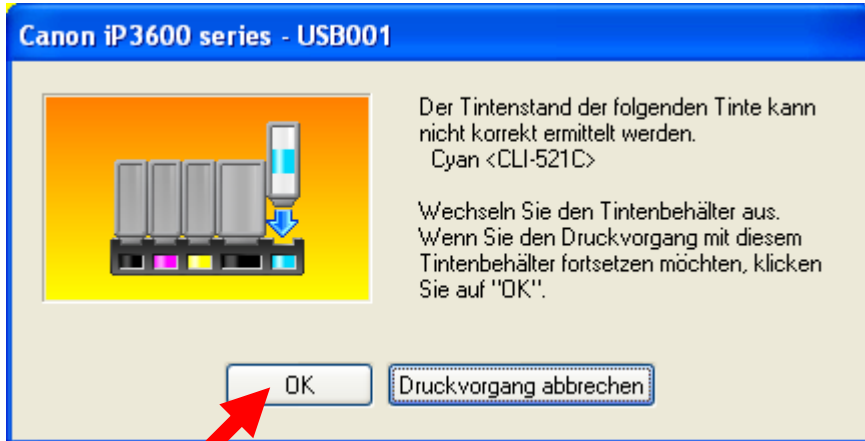 Canon iP3600 series - USB001
Der Tintenstand der folgenden Tinte kann
nicht korrekt ermittelt werden.
Cyan <CLI-521C>
Wechseln Sie den Tintenbehälter aus.
Wenn Sie den Druckvorgang mit diesem
Tintenbehälter fortsetzen möchten, klicken
Sie auf "OK".
OK
Druckvorgang abbrechen